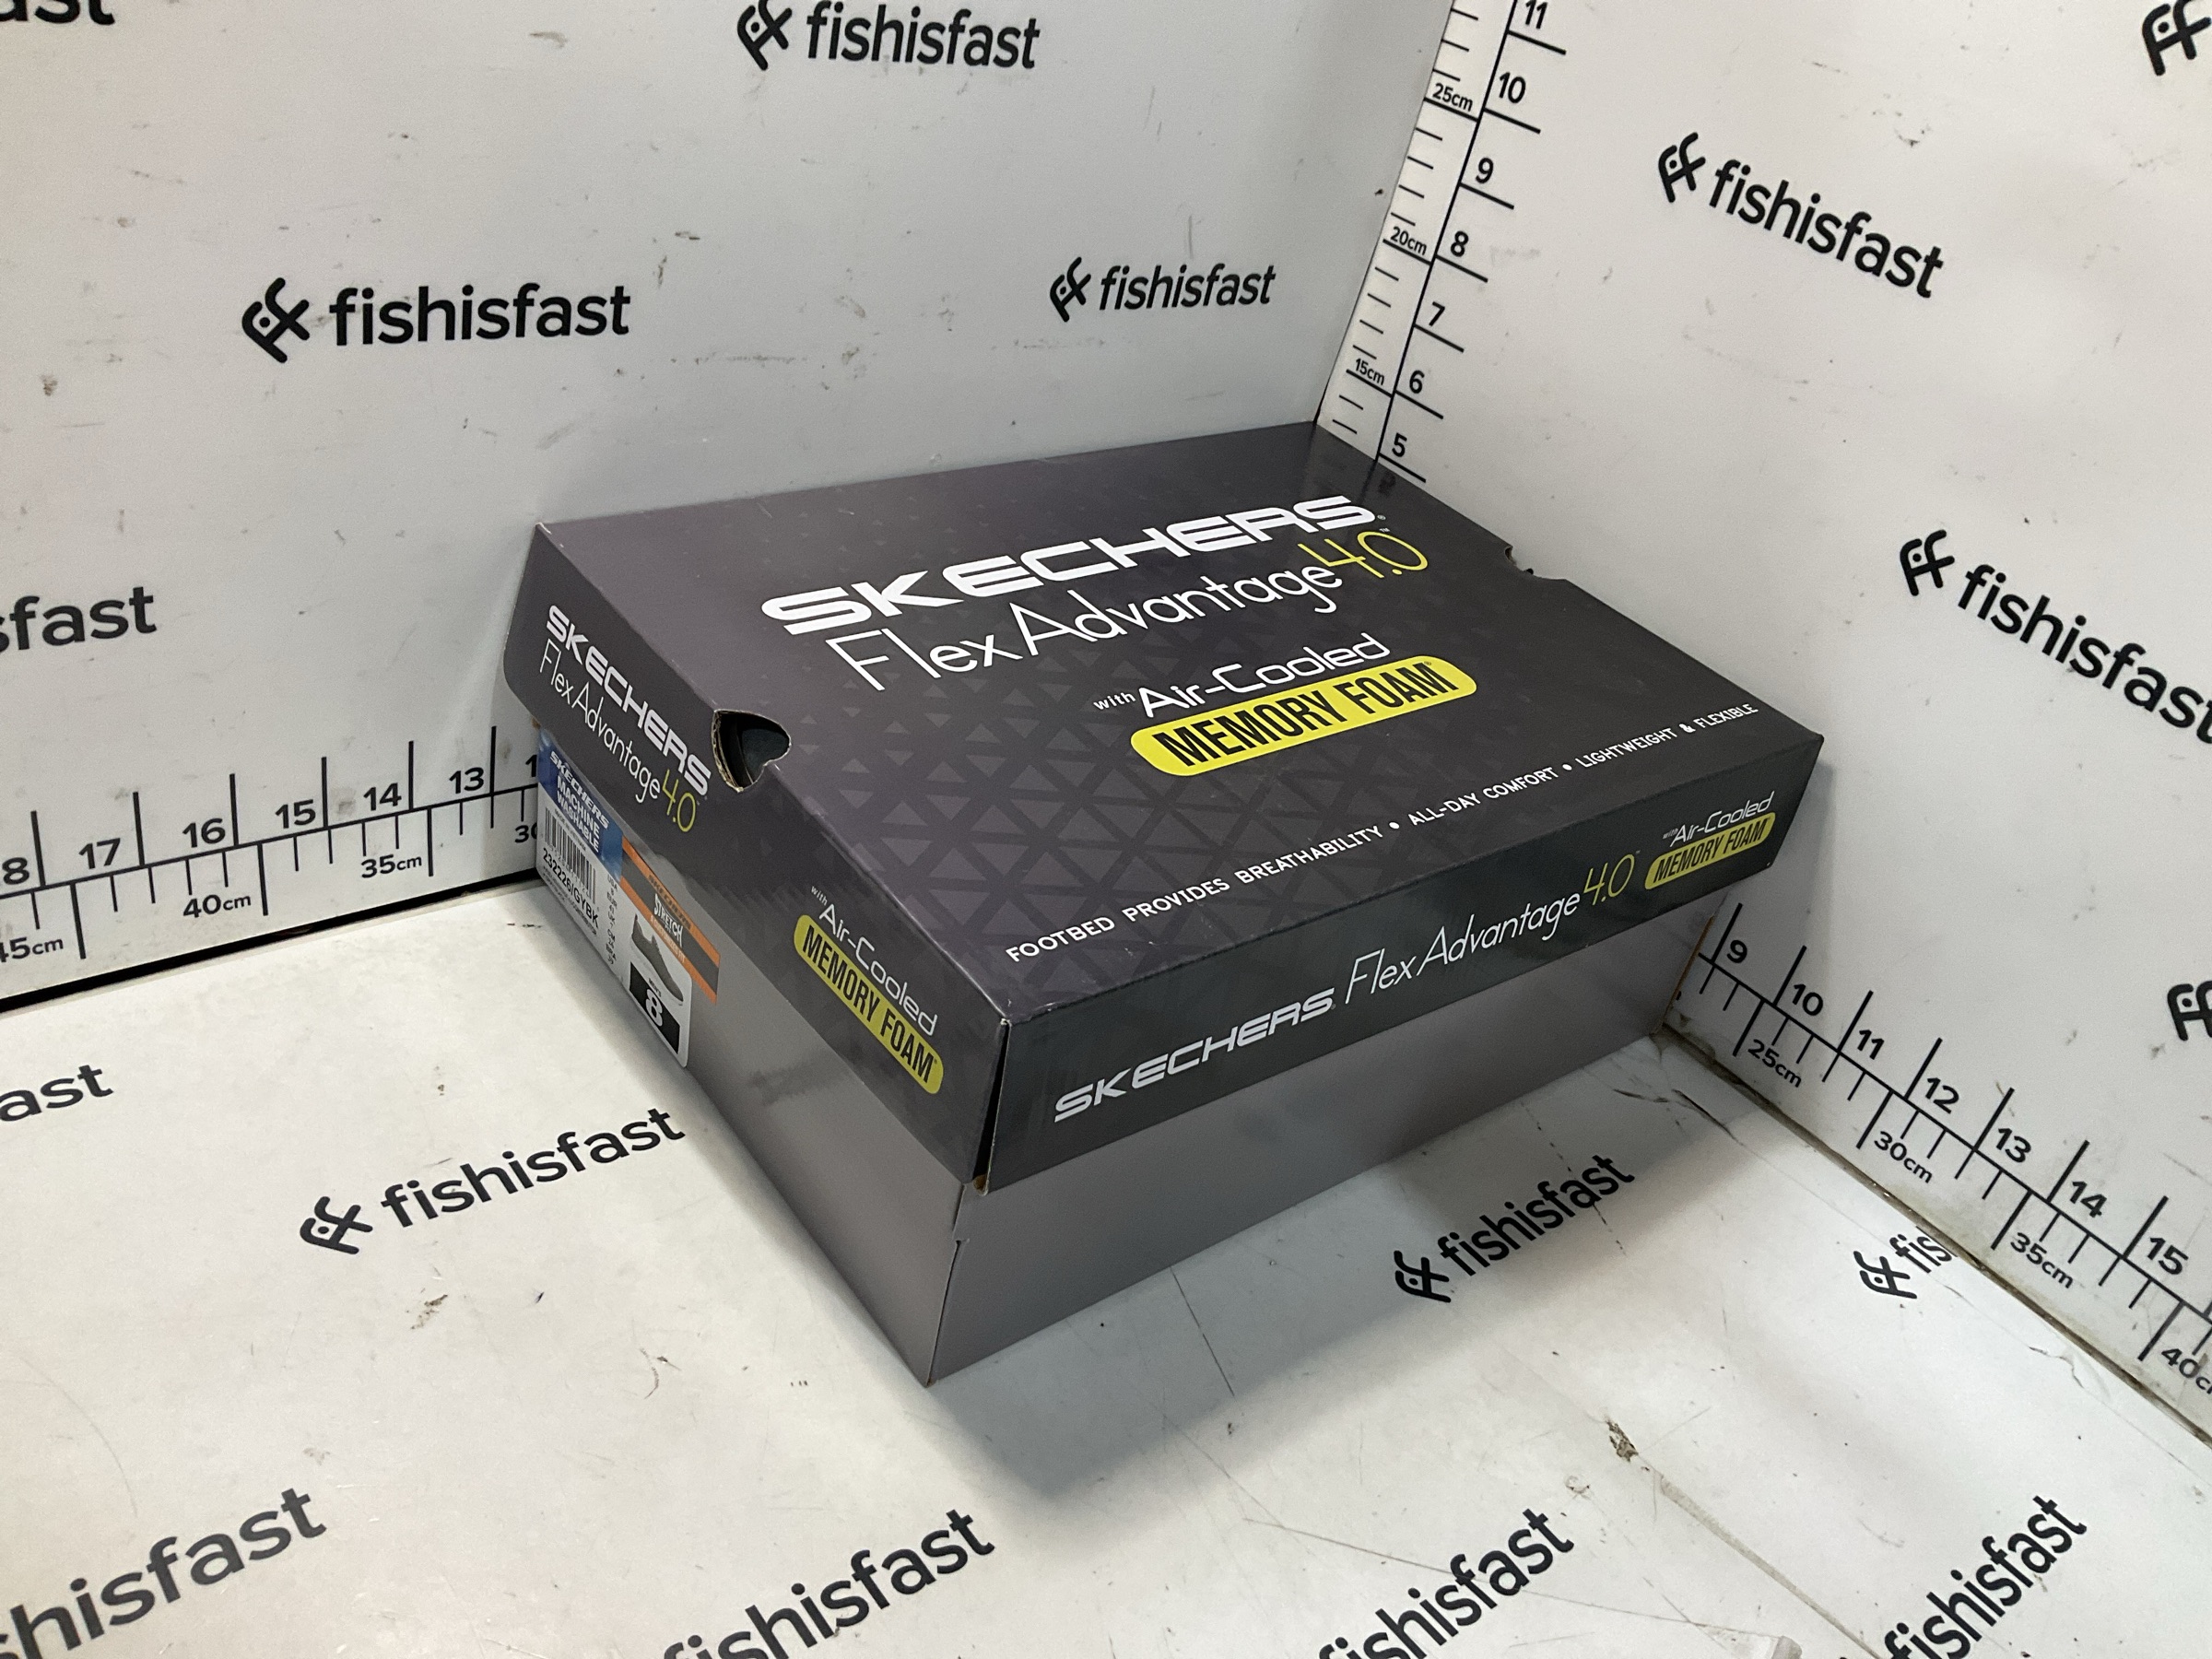 fishisfast
fishisfast
fishisfast
fishisfast
fishisfast
sfast
ast
fishisfast
fishisfast
fishisfast
fishisfast
fishisfast
fishisfast
11
10
9
8
7
6
5
25cm
20cm
15cm
SKECHERS
Flex Advantage 4.0
with Air-Cooled
MEMORY FOAM
FOOTBED PROVIDES BREATHABILITY • ALL-DAY COMFORT • LIGHTWEIGHT & FLEXIBLE
SKECHERS Flex Advantage 4.0
with Air-Cooled
MEMORY FOAM
SKECHERS
Flex Advantage 4.0
with Air-Cooled
MEMORY FOAM
SKECHERS
MACHINE
WASHABLE
232226/GYBK
STRETCH
8
17
16
15
14
13
45cm
40cm
35cm
9
10
11
12
13
14
15
25cm
30cm
35cm